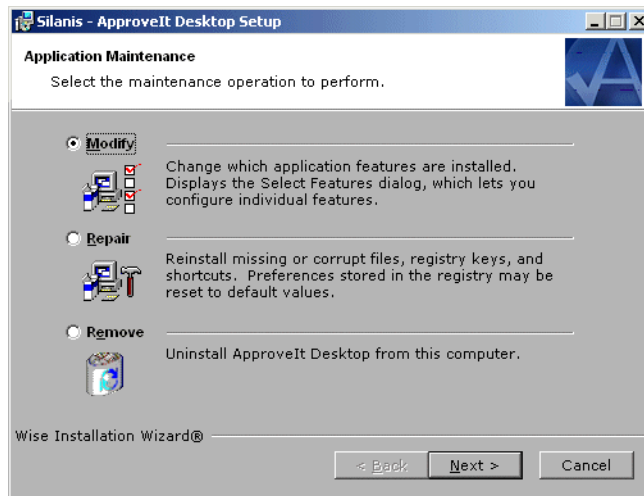 Silanis - ApproveIt Desktop Setup
Application Maintenance
Select the maintenance operation to perform.
Modify
Change which application features are installed.
Displays the Select Features dialog, which lets you
configure individual features.
Repair
Reinstall missing or corrupt files, registry keys, and
shortcuts. Preferences stored in the registry may be
reset to default values.
Remove
Uninstall ApproveIt Desktop from this computer.
Wise Installation Wizard®
< Back
Next >
Cancel